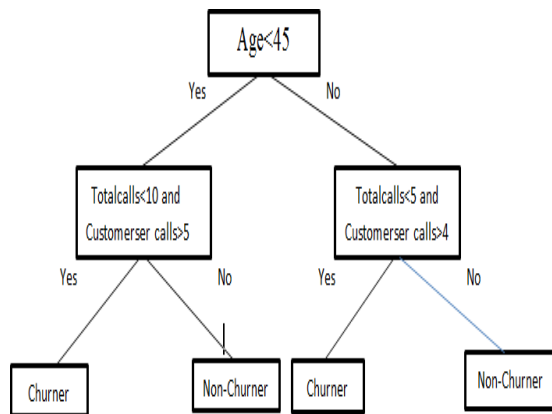 Age<45
Yes
No
Totalcalls<10 and
Customerser calls>5
Totalcalls<5 and
Customerser calls>4
Yes
No
Yes
No
Churner
Non-Churner
Churner
Non-Churner